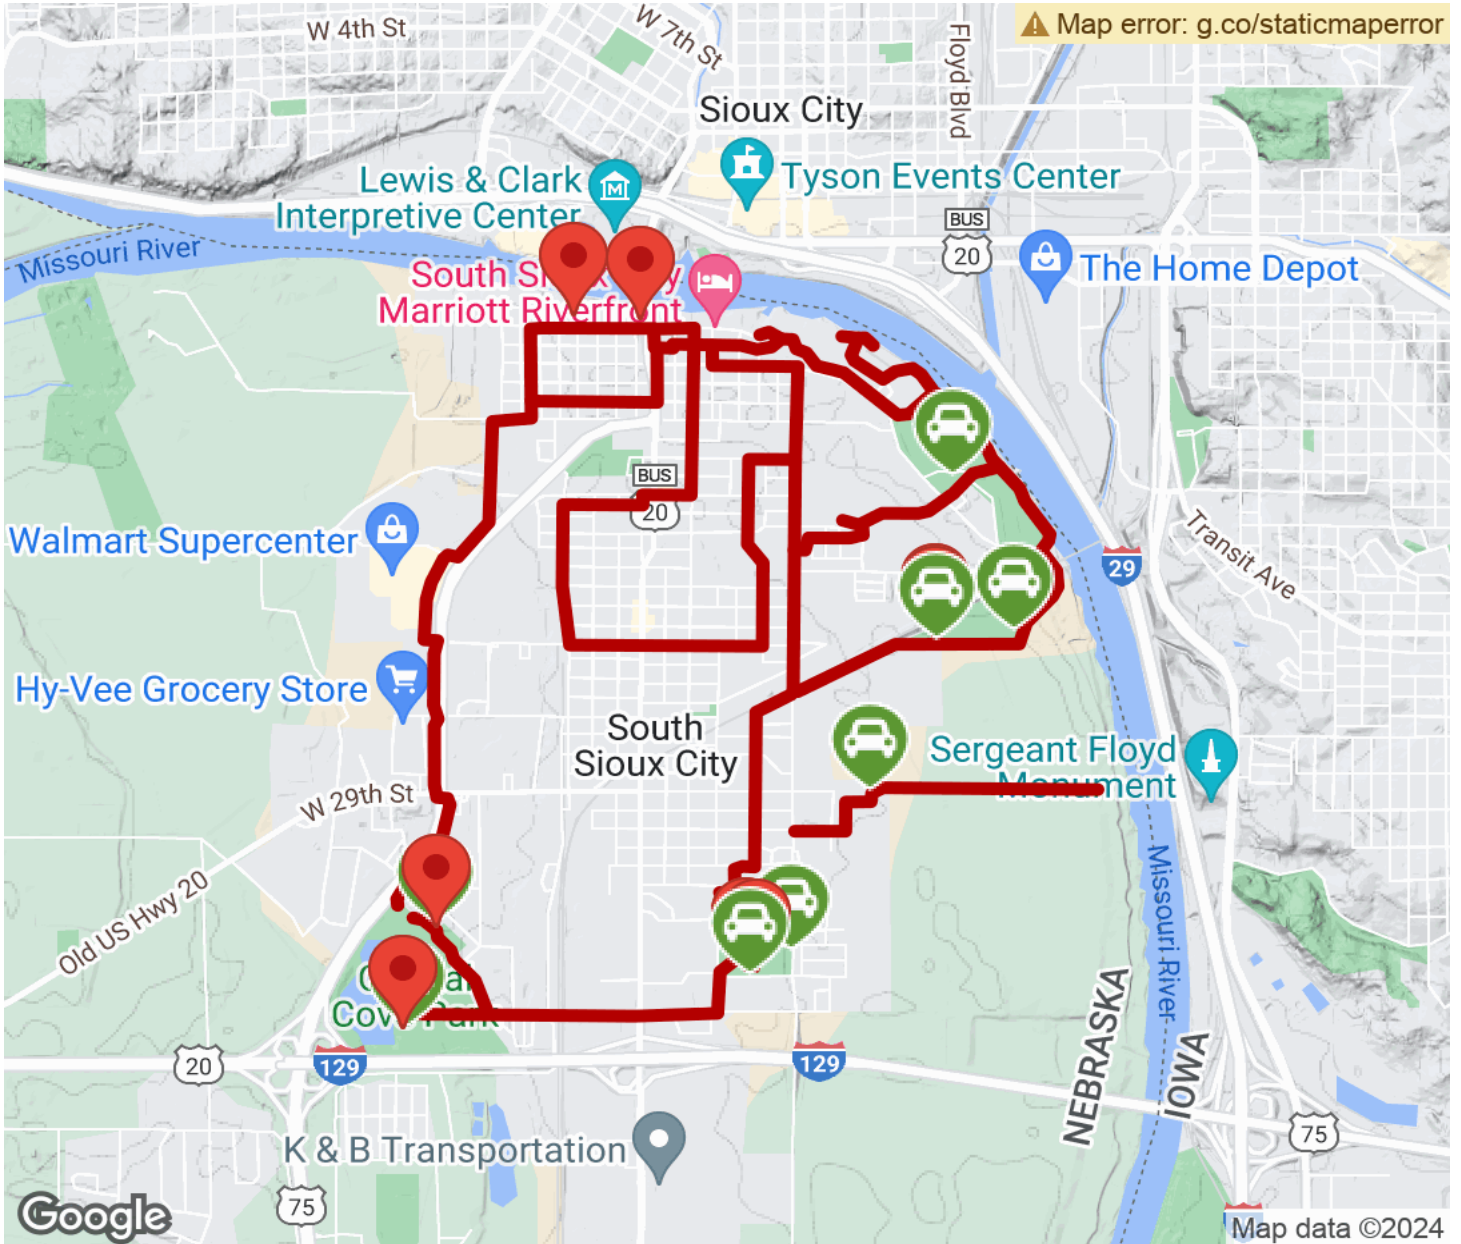 W 4th St
W 7th St
Floyd Blvd
Map error: g.co/staticmaperror
Sioux City
Lewis & Clark
Interpretive Center
Tyson Events Center
BUS
20
Missouri River
The Home Depot
South
Marriott Riverfront
BUS
20
Walmart Supercenter
Transit Ave
29
Hy-Vee Grocery Store
South
Sioux City
Sergeant Floyd
Monument
W 29th St
Old US Hwy 20
Missouri River
Park
20
129
129
NEBRASKA
IOWA
75
K & B Transportation
75
Google
Map data ©2024